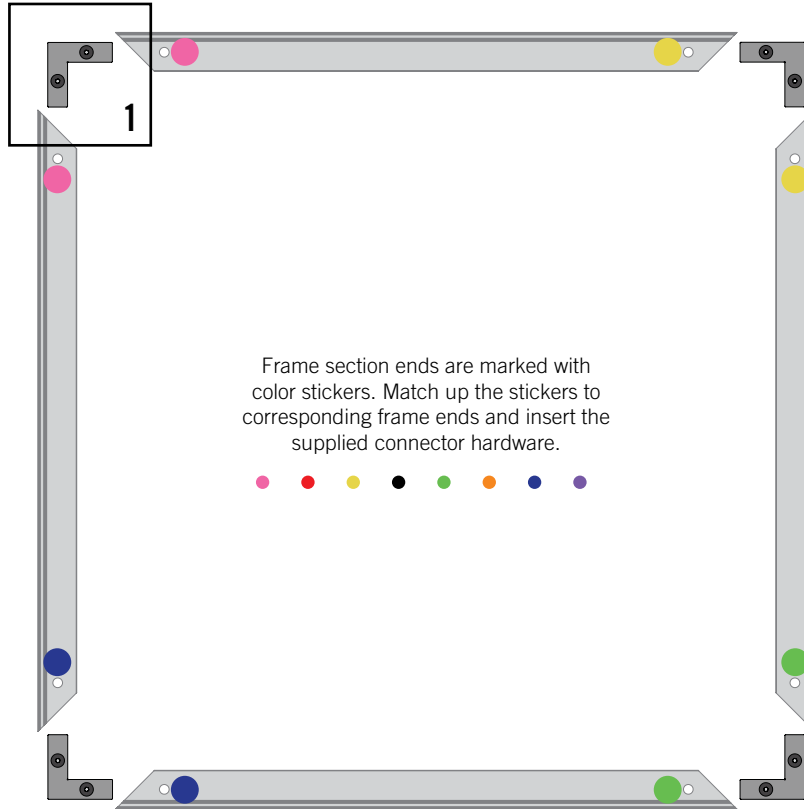 1
Frame section ends are marked with
color stickers. Match up the stickers to
corresponding frame ends and insert the
supplied connector hardware.